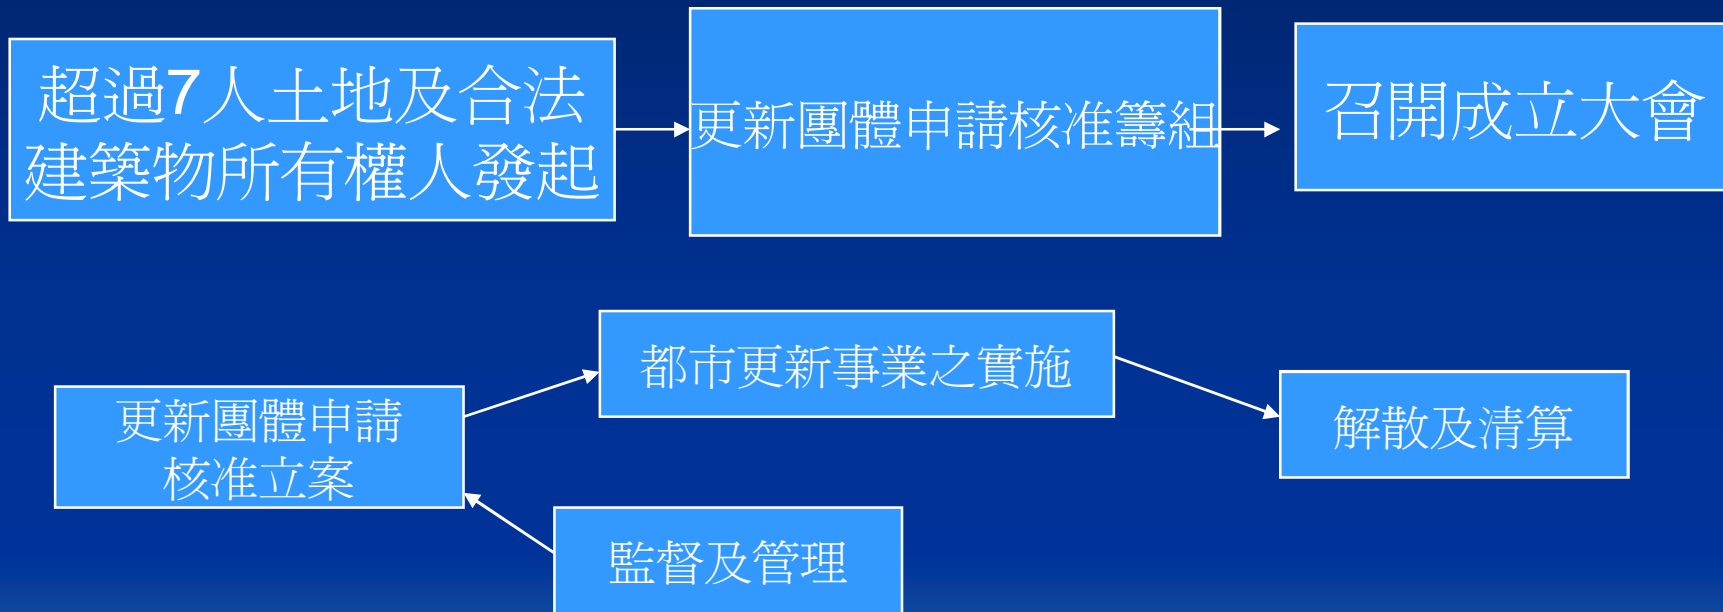 超過7人土地及合法
建築物所有權人發起
更新團體申請核准籌組
召開成立大會
都市更新事業之實施
更新團體申請
核准立案
解散及清算
監督及管理